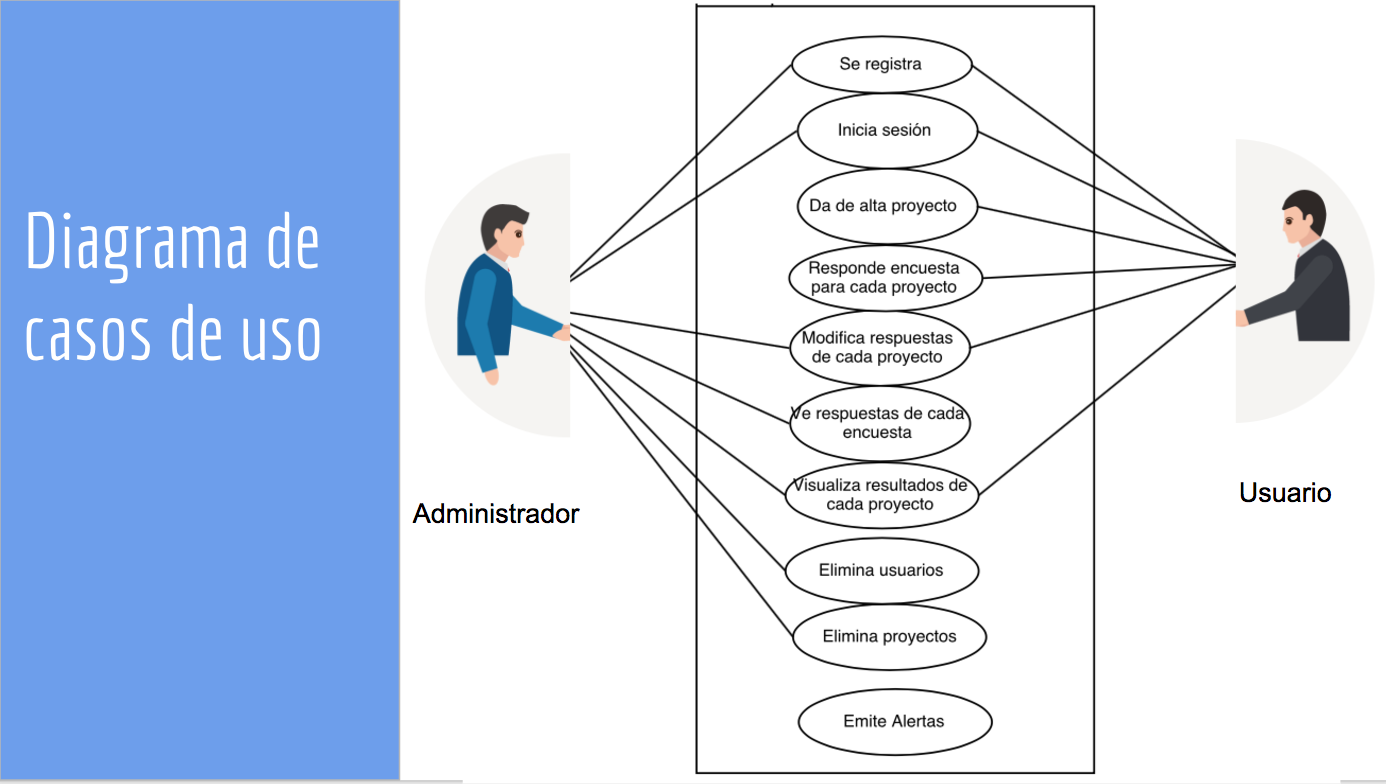 Diagrama de
casos de uso
Se registra
Inicia sesión
Da de alta proyecto
Responde encuesta
para cada proyecto
Modifica respuestas
de cada proyecto
Ve respuestas de cada
encuesta
Visualiza resultados de
cada proyecto
Elimina usuarios
Elimina proyectos
Emite Alertas
Administrador
Usuario